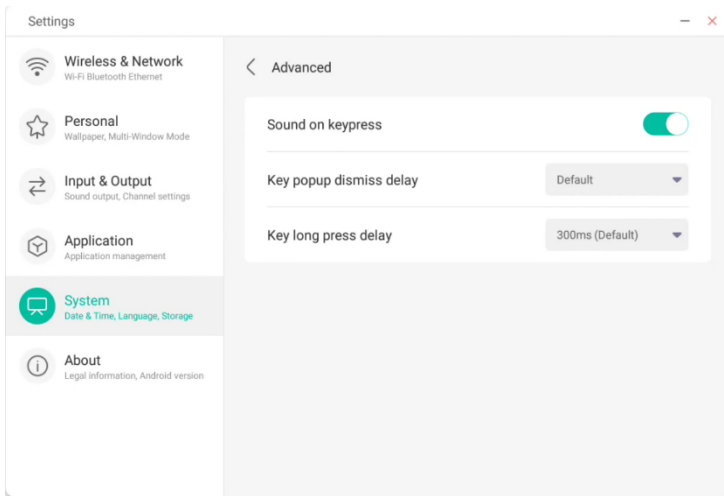 Settings
Wireless & Network
Wi-Fi Bluetooth Ethernet
Personal
Wallpaper, Multi-Window Mode
Input & Output
Sound output, Channel settings
Application
Application management
System
Date & Time, Language, Storage
About
Legal information, Android version
Advanced
Sound on keypress
Key popup dismiss delay
Default
Key long press delay
300ms (Default)